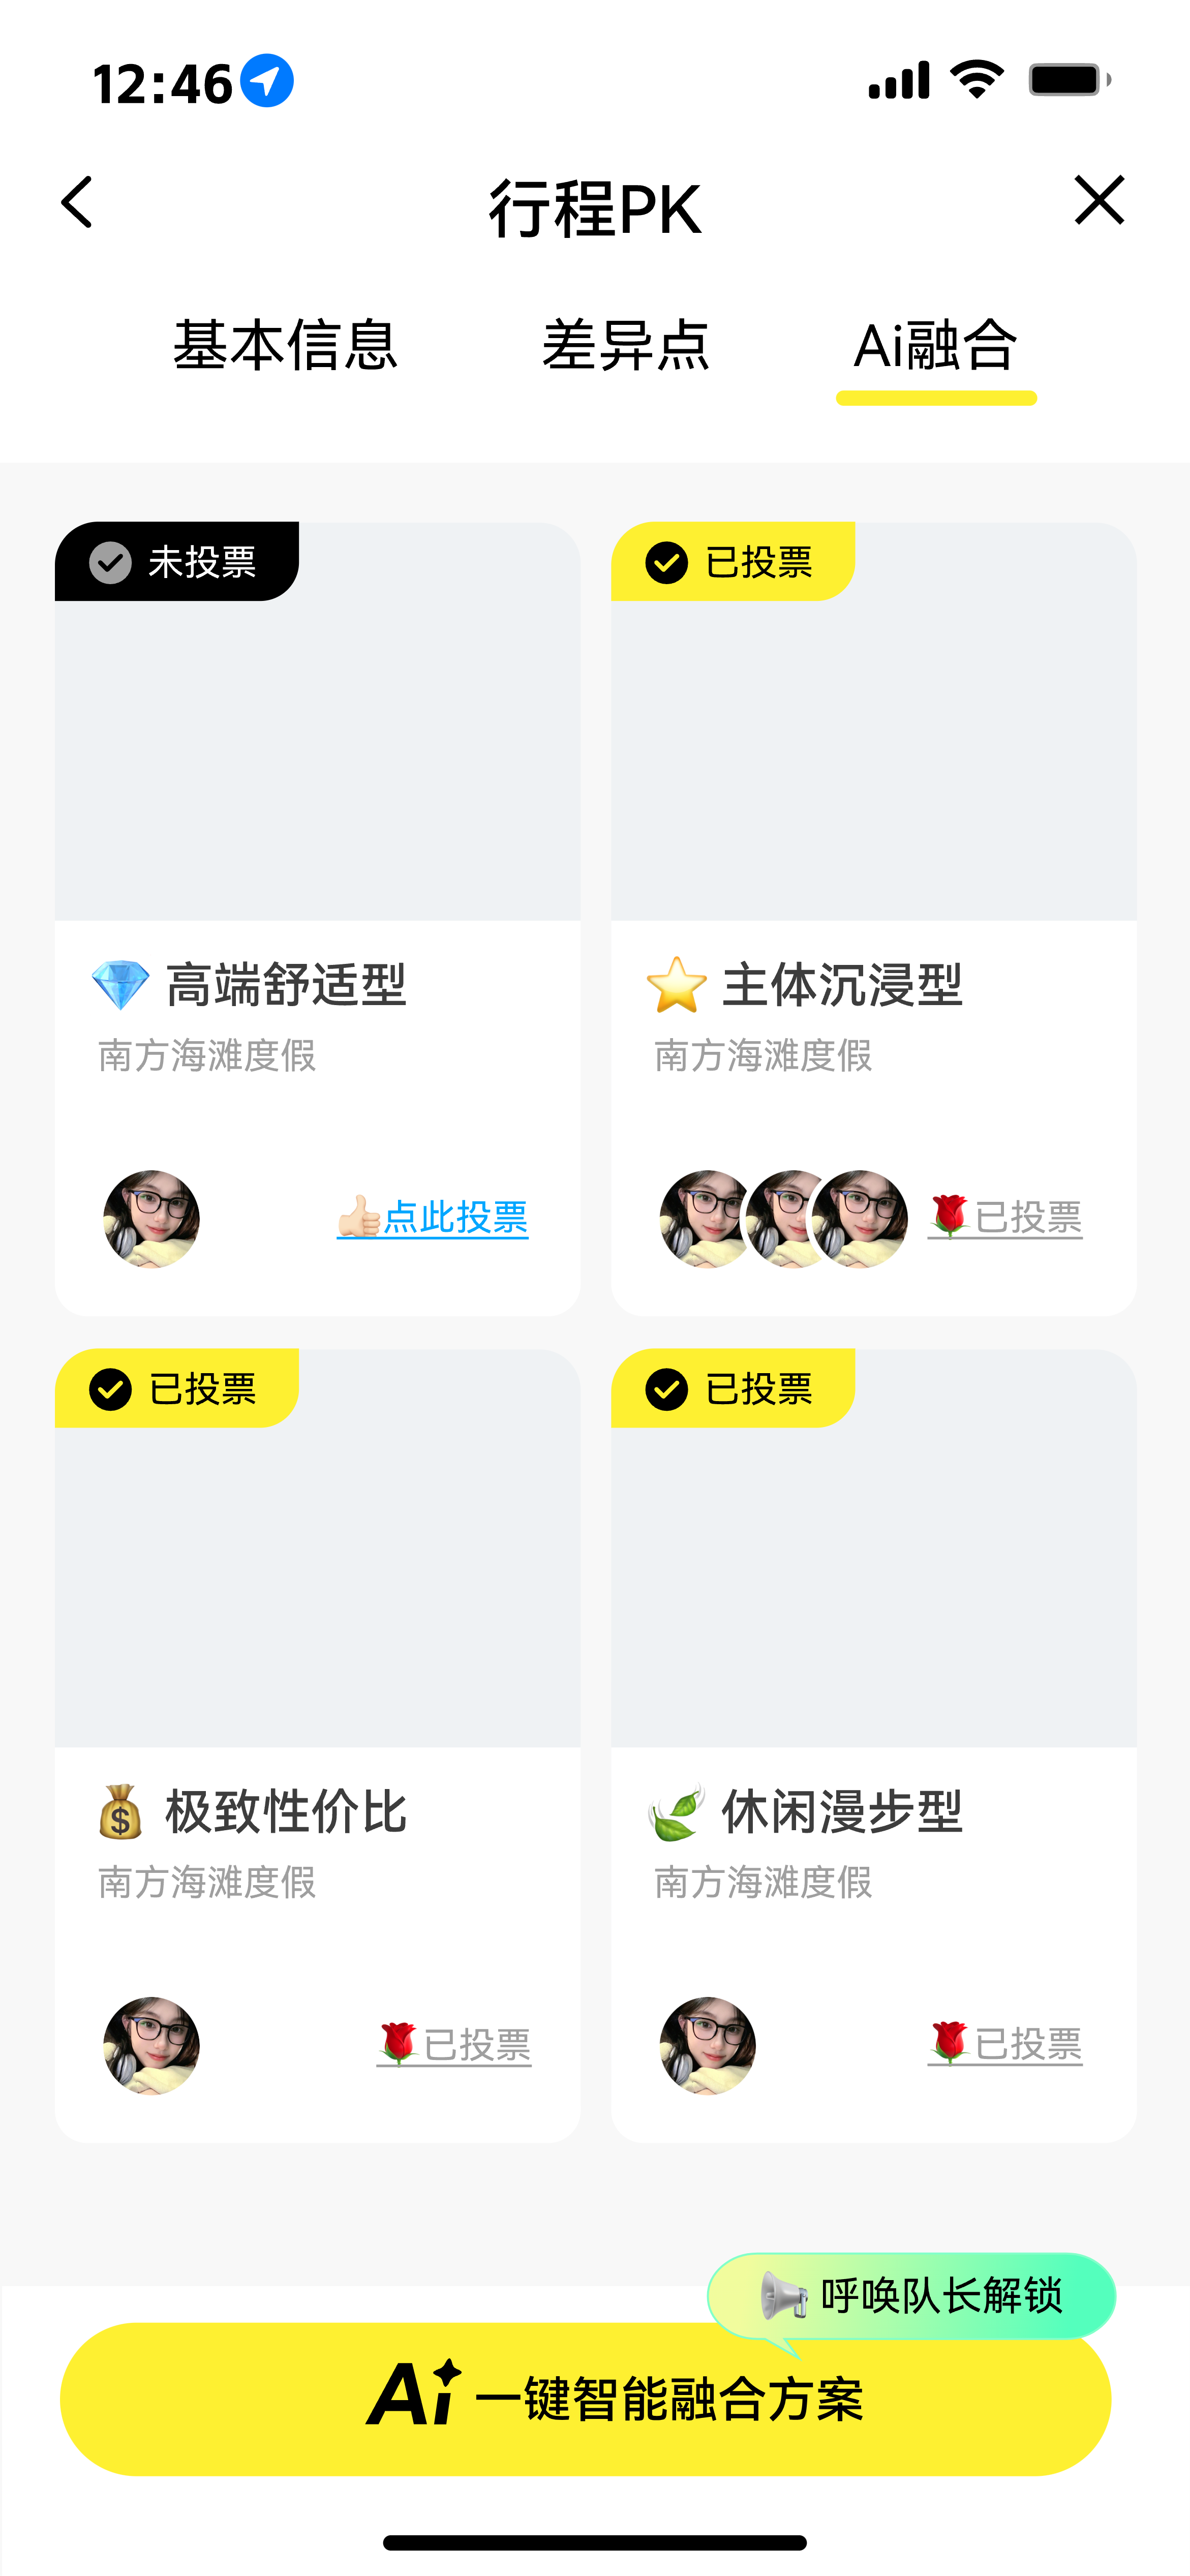 12:46
行程PK
基本信息 差异点 Ai融合
未投票
已投票
高端舒适型
南方海滩度假
点此投票
主体沉浸型
南方海滩度假
已投票
已投票
已投票
极致性价比
南方海滩度假
已投票
休闲漫步型
南方海滩度假
已投票
呼唤队长解锁
Ai 一键智能融合方案